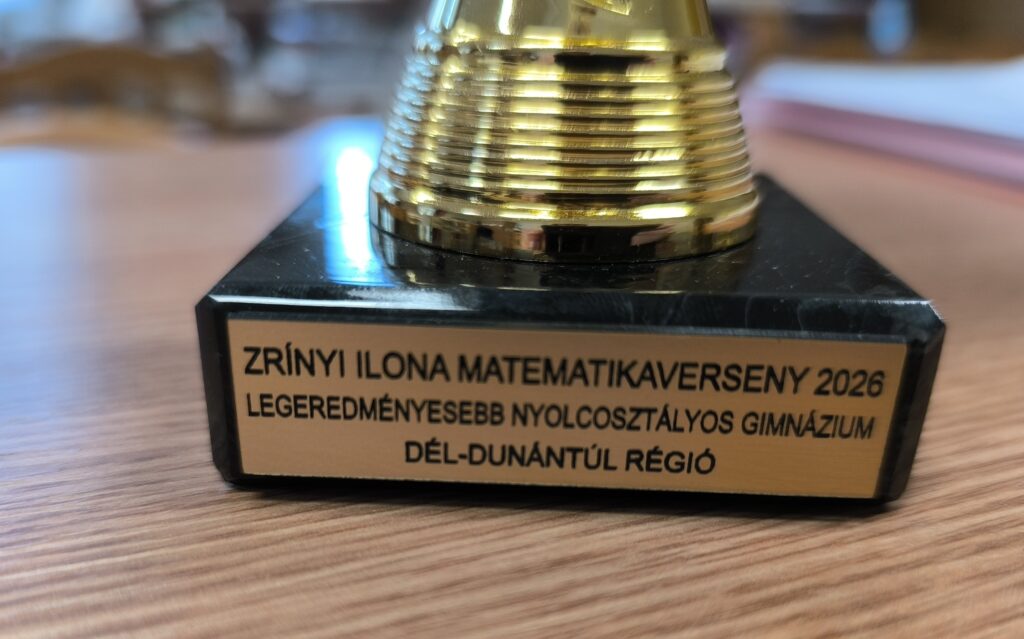 ZRÍNYI ILONA MATEMATIKAVERSENY 2026
LEGEREDMÉNYESEBB NYOLCOSZTÁLYOS GIMNÁZIUM
DÉL-DUNÁNTÚL RÉGIÓ